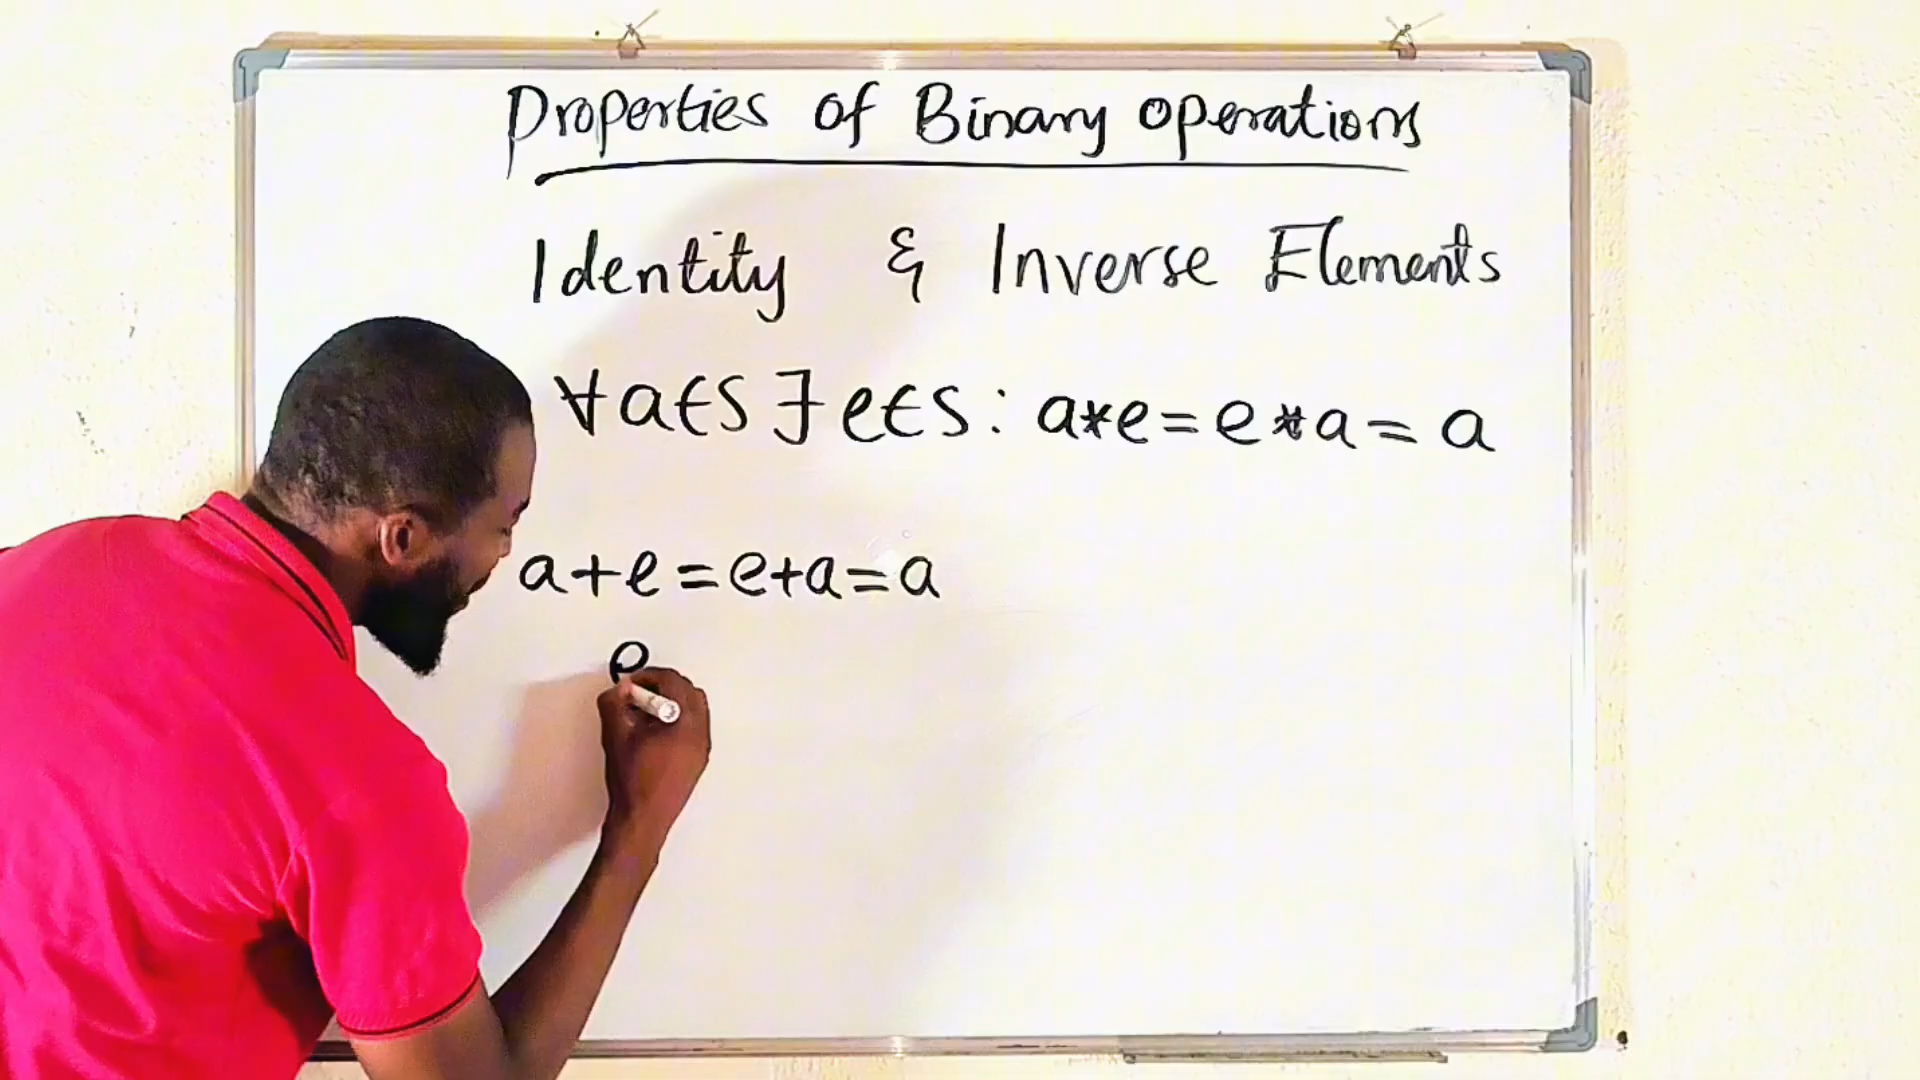 Properties of Binary Operations
Identity & Inverse Elements
∀a∈S ∃e∈S : a*e=e*a=a
a+e=e+a=a
e